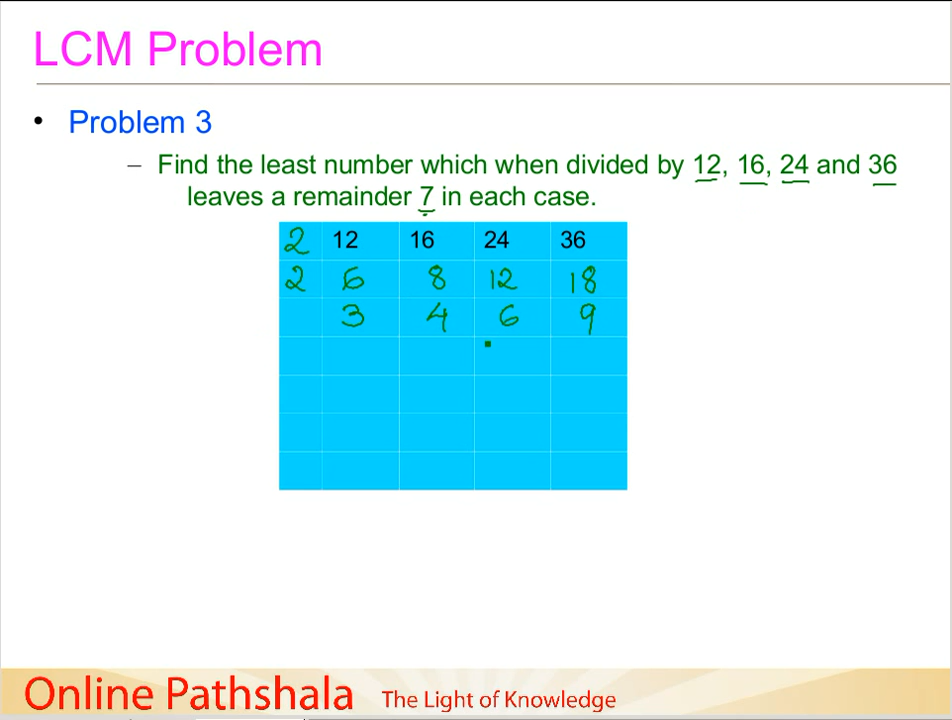 LCM Problem
• Problem 3
– Find the least number which when divided by 12, 16, 24 and 36
leaves a remainder 7 in each case.
2 12 16 24 36
2 6 8 12 18
3 4 6 9
Online Pathshala The Light of Knowledge